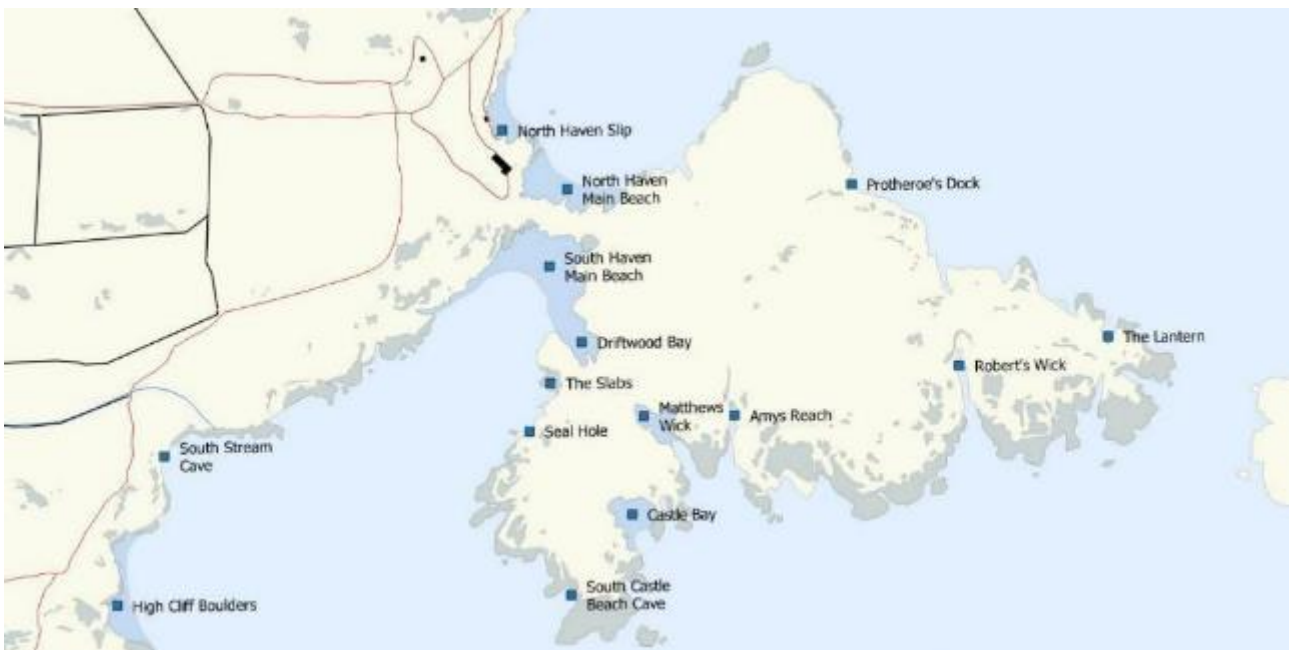 North Haven Slip
North Haven
Main Beach
Protheroe's Dock
South Haven
Main Beach
Driftwood Bay
The Lantern
Robert's Wick
The Slabs
Matthews
Wick
Amys Reach
Seal Hole
South Stream
Cave
Castle Bay
South Castle
Beach Cave
High Cliff Boulders